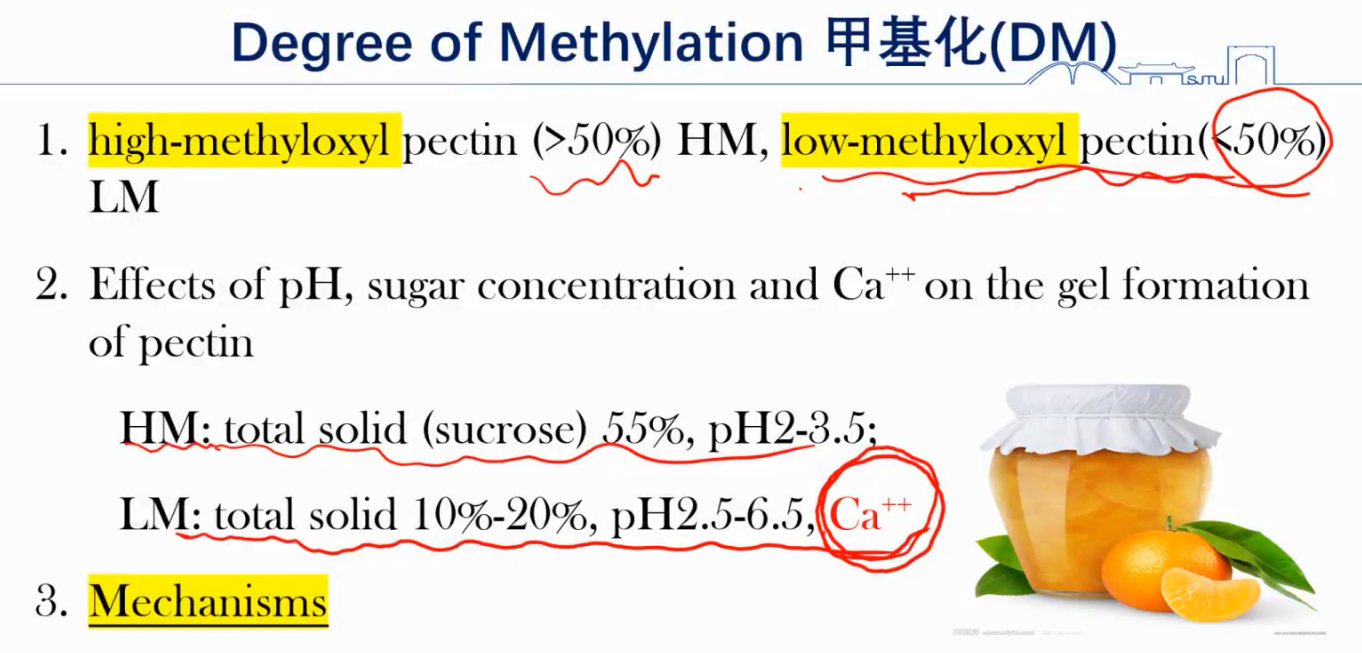 Degree of Methylation 甲基化(DM)
SJTU
1. high-methyloxyl pectin (>50%) HM, low-methyloxyl pectin(<50%)
LM
2. Effects of pH, sugar concentration and Ca⁺⁺ on the gel formation
of pectin
HM: total solid (sucrose) 55%, pH2-3.5;
LM: total solid 10%-20%, pH2.5-6.5, Ca⁺⁺
3. Mechanisms